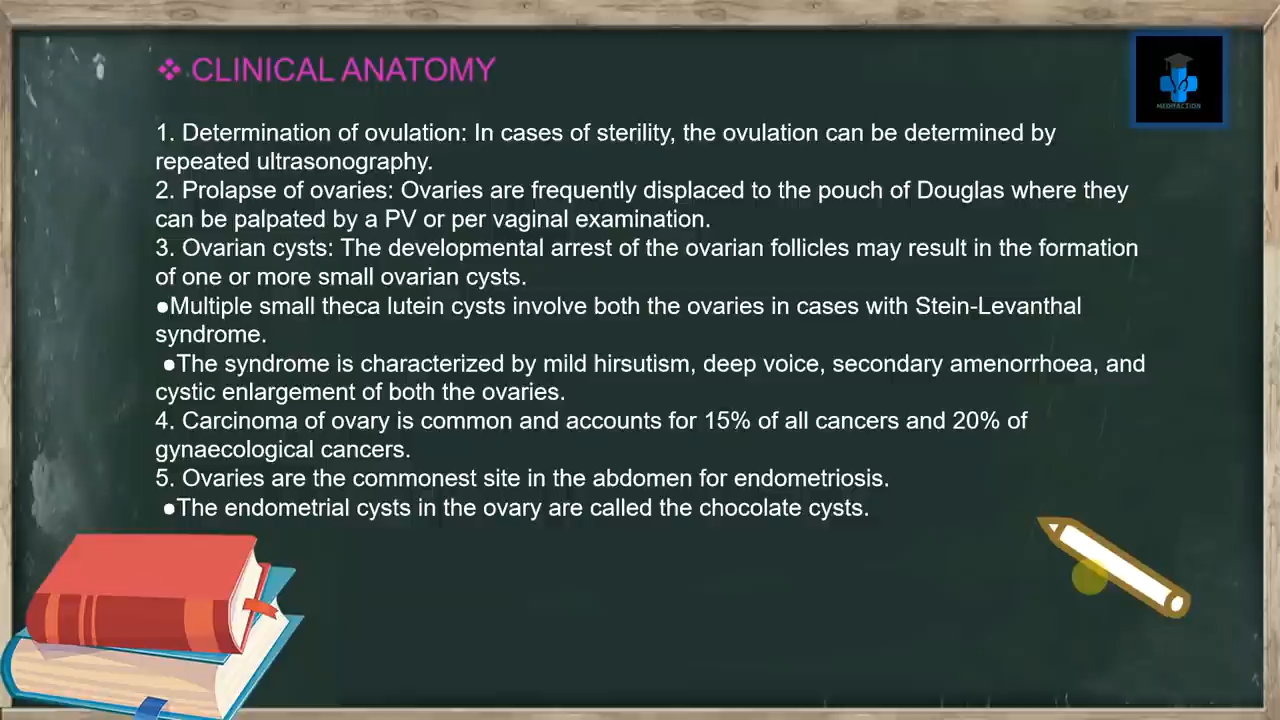 ❖ CLINICAL ANATOMY
MEDIFACTION
1. Determination of ovulation: In cases of sterility, the ovulation can be determined by
repeated ultrasonography.
2. Prolapse of ovaries: Ovaries are frequently displaced to the pouch of Douglas where they
can be palpated by a PV or per vaginal examination.
3. Ovarian cysts: The developmental arrest of the ovarian follicles may result in the formation
of one or more small ovarian cysts.
●Multiple small theca lutein cysts involve both the ovaries in cases with Stein-Levanthal
syndrome.
●The syndrome is characterized by mild hirsutism, deep voice, secondary amenorrhoea, and
cystic enlargement of both the ovaries.
4. Carcinoma of ovary is common and accounts for 15% of all cancers and 20% of
gynaecological cancers.
5. Ovaries are the commonest site in the abdomen for endometriosis.
●The endometrial cysts in the ovary are called the chocolate cysts.